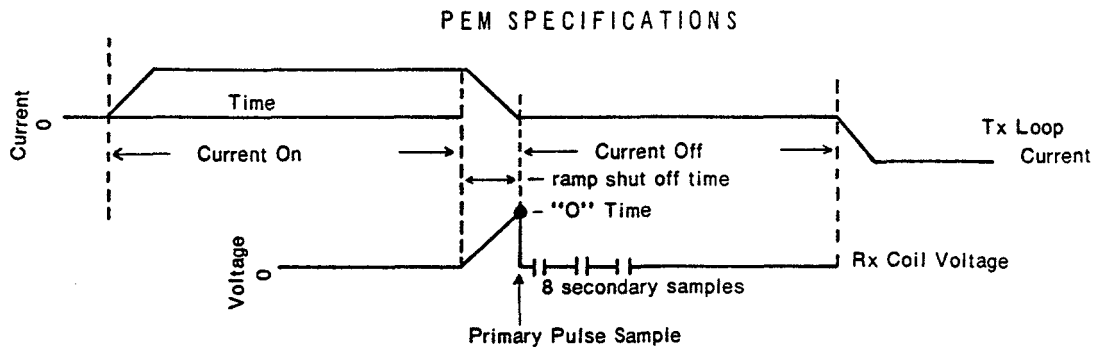 PEM SPECIFICATIONS
Current
0
Time
Tx Loop
Current
Current On
Current Off
ramp shut off time
"O" Time
Voltage
0
Rx Coil Voltage
8 secondary samples
Primary Pulse Sample